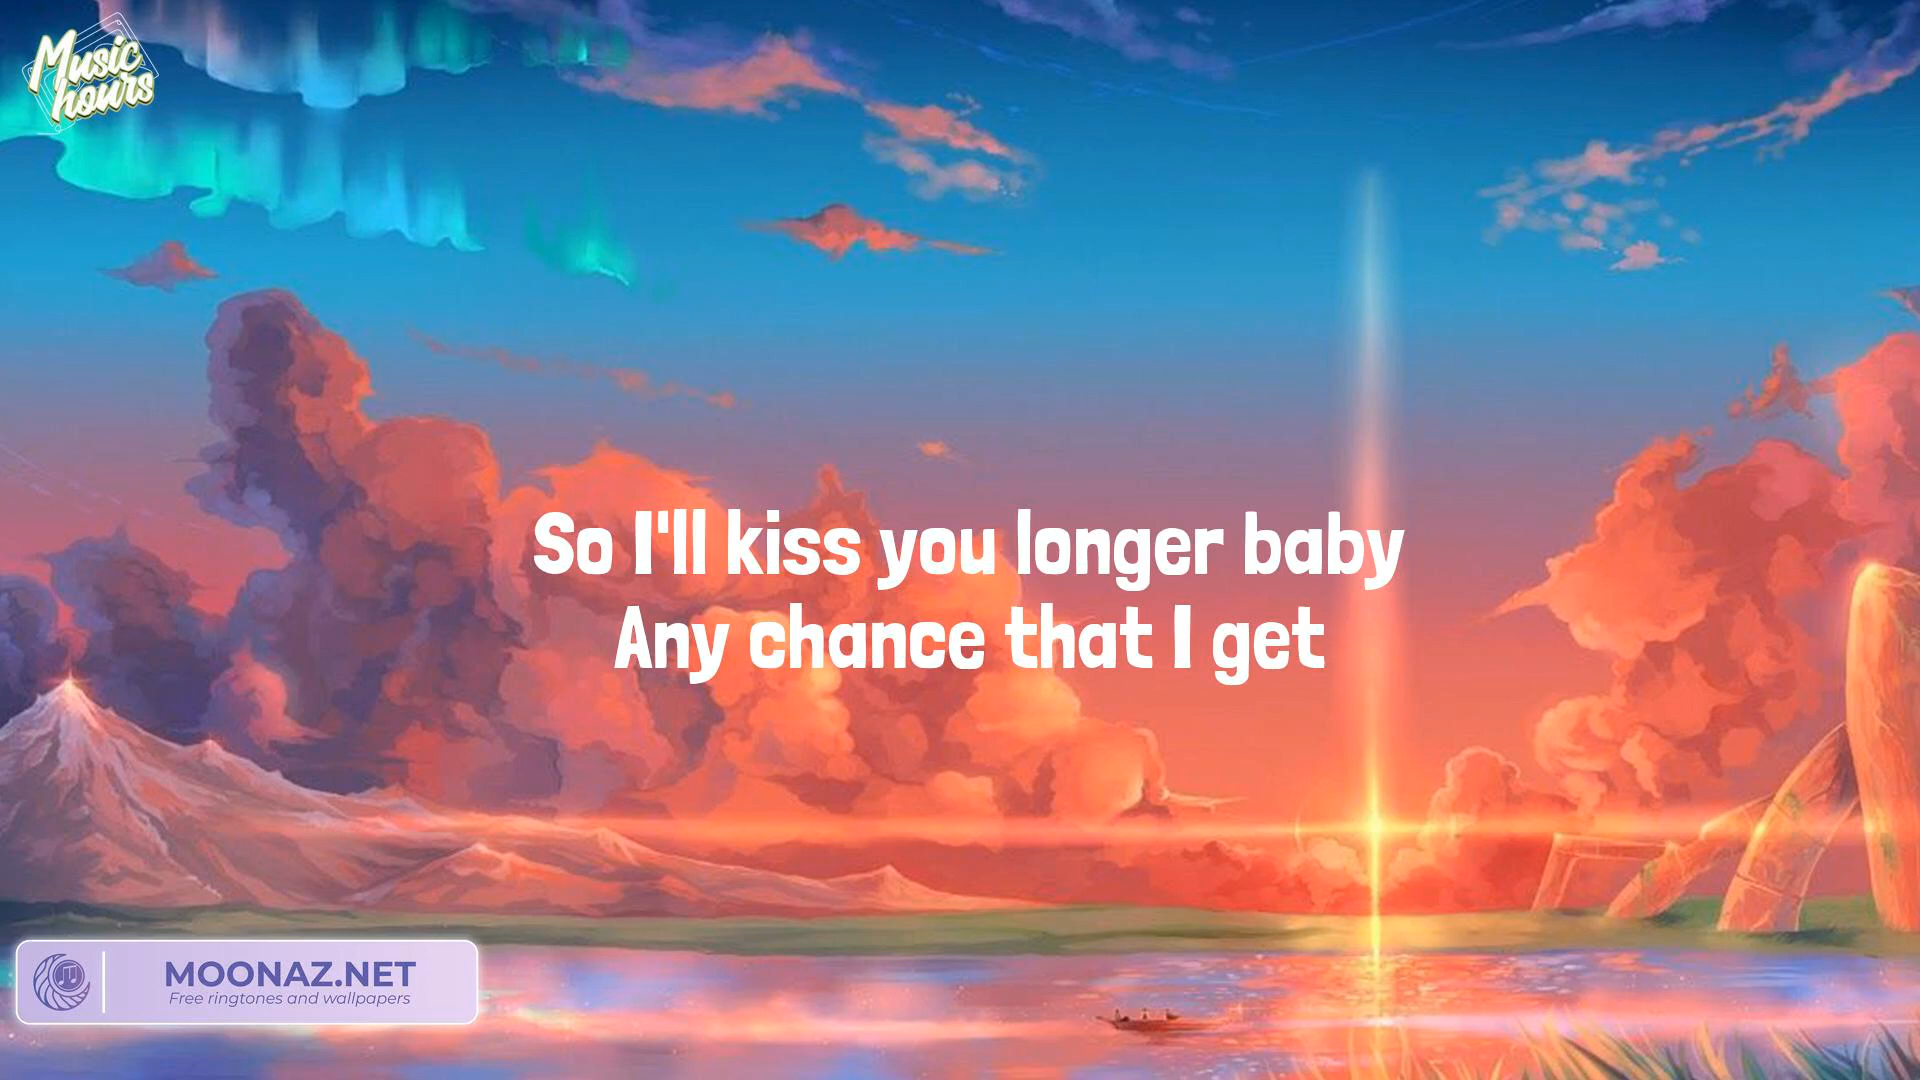 Music
hours
So I'll kiss you longer baby
Any chance that I get
MOONAZ.NET
Free ringtones and wallpapers